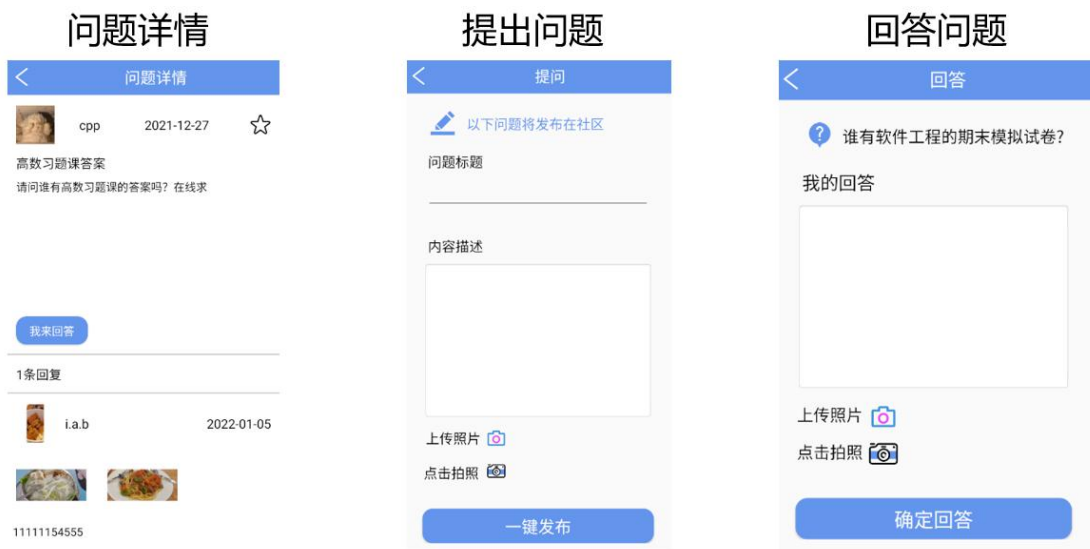 问题详情
问题详情
cpp 2021-12-27
高数习题课答案
请问谁有高数习题课的答案吗？在线求
我来回答
1条回复
i.a.b 2022-01-05
11111154555
提出问题
提问
以下问题将发布在社区
问题标题
内容描述
上传照片
点击拍照
一键发布
回答问题
回答
谁有软件工程的期末模拟试卷?
我的回答
上传照片
点击拍照
确定回答